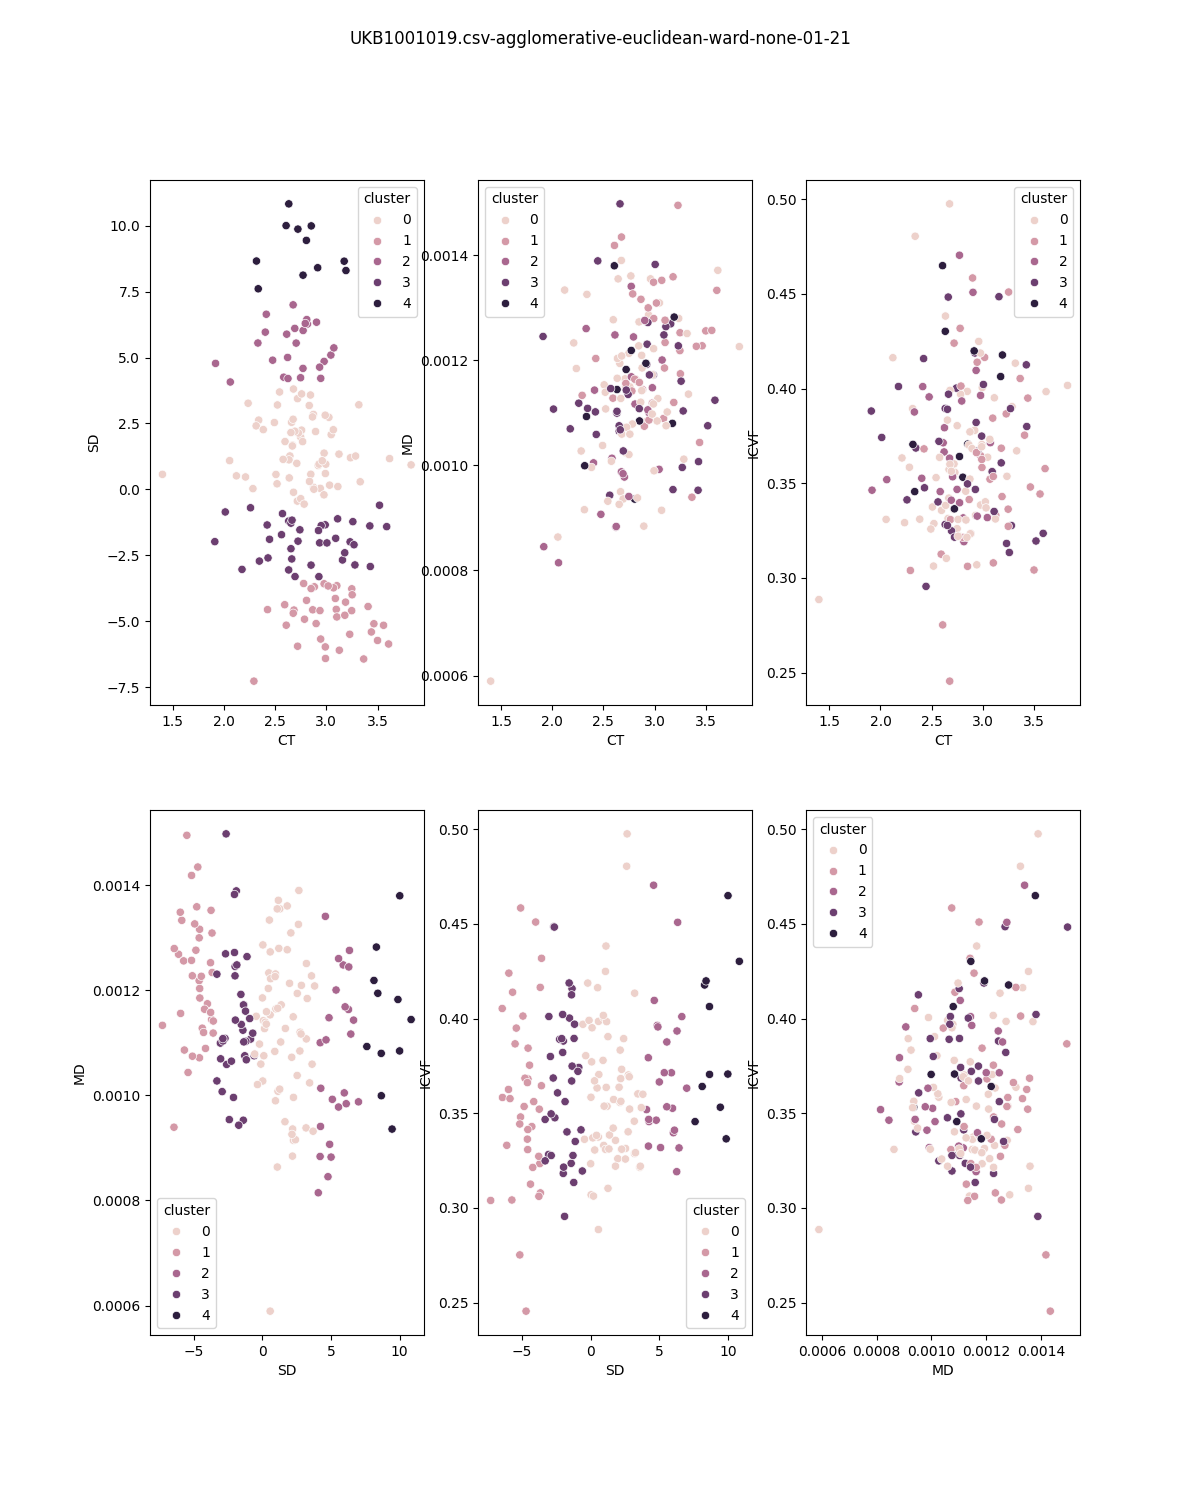 UKB1001019.csv-agglomerative-euclidean-ward-none-01-21
cluster
0
1
2
3
4
10.0
7.5
5.0
2.5
0.0
−2.5
−5.0
−7.5
SD
1.5 2.0 2.5 3.0 3.5
CT
cluster
0
1
2
3
4
0.0014
0.0012
0.0010
0.0008
0.0006
MD
1.5 2.0 2.5 3.0 3.5
CT
cluster
0
1
2
3
4
0.50
0.45
0.40
0.35
0.30
0.25
ICVF
1.5 2.0 2.5 3.0 3.5
CT
0.0014
0.0012
0.0010
0.0008
0.0006
MD
cluster
0
1
2
3
4
−5 0 5 10
SD
0.50
0.45
0.40
0.35
0.30
0.25
ICVF
cluster
0
1
2
3
4
−5 0 5 10
SD
cluster
0
1
2
3
4
0.50
0.45
0.40
0.35
0.30
0.25
ICVF
0.0006 0.0008 0.0010 0.0012 0.0014
MD